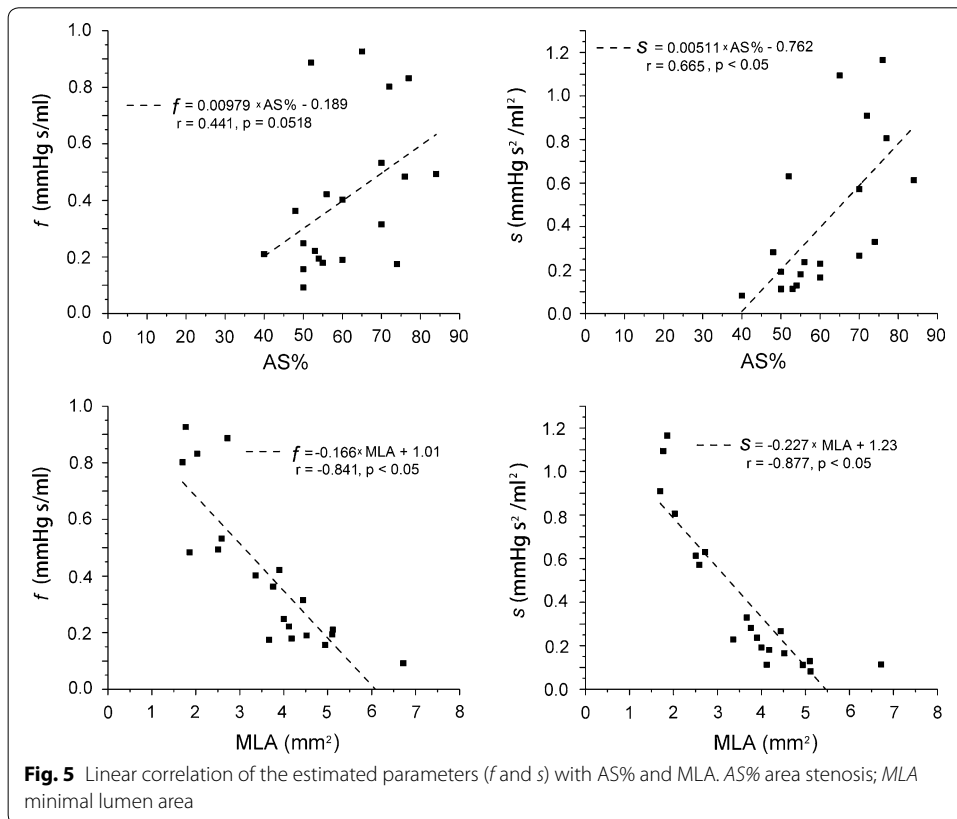 1.0
0.8
0.6
0.4
0.2
0.0
f (mmHg s/ml)
f = 0.00979 × AS% - 0.189
r = 0.441, p = 0.0518
0 10 20 30 40 50 60 70 80 90
AS%
1.2
1.0
0.8
0.6
0.4
0.2
0.0
s (mmHg s²/ml²)
s = 0.00511 × AS% - 0.762
r = 0.665, p < 0.05
0 10 20 30 40 50 60 70 80 90
AS%
1.0
0.8
0.6
0.4
0.2
0.0
f (mmHg s/ml)
f = -0.166× MLA + 1.01
r = -0.841, p < 0.05
0 1 2 3 4 5 6 7 8
MLA (mm²)
1.2
1.0
0.8
0.6
0.4
0.2
0.0
s (mmHg s²/ml²)
s = -0.227× MLA + 1.23
r = -0.877, p < 0.05
0 1 2 3 4 5 6 7 8
MLA (mm²)
Fig. 5 Linear correlation of the estimated parameters (f and s) with AS% and MLA. AS% area stenosis; MLA
minimal lumen area